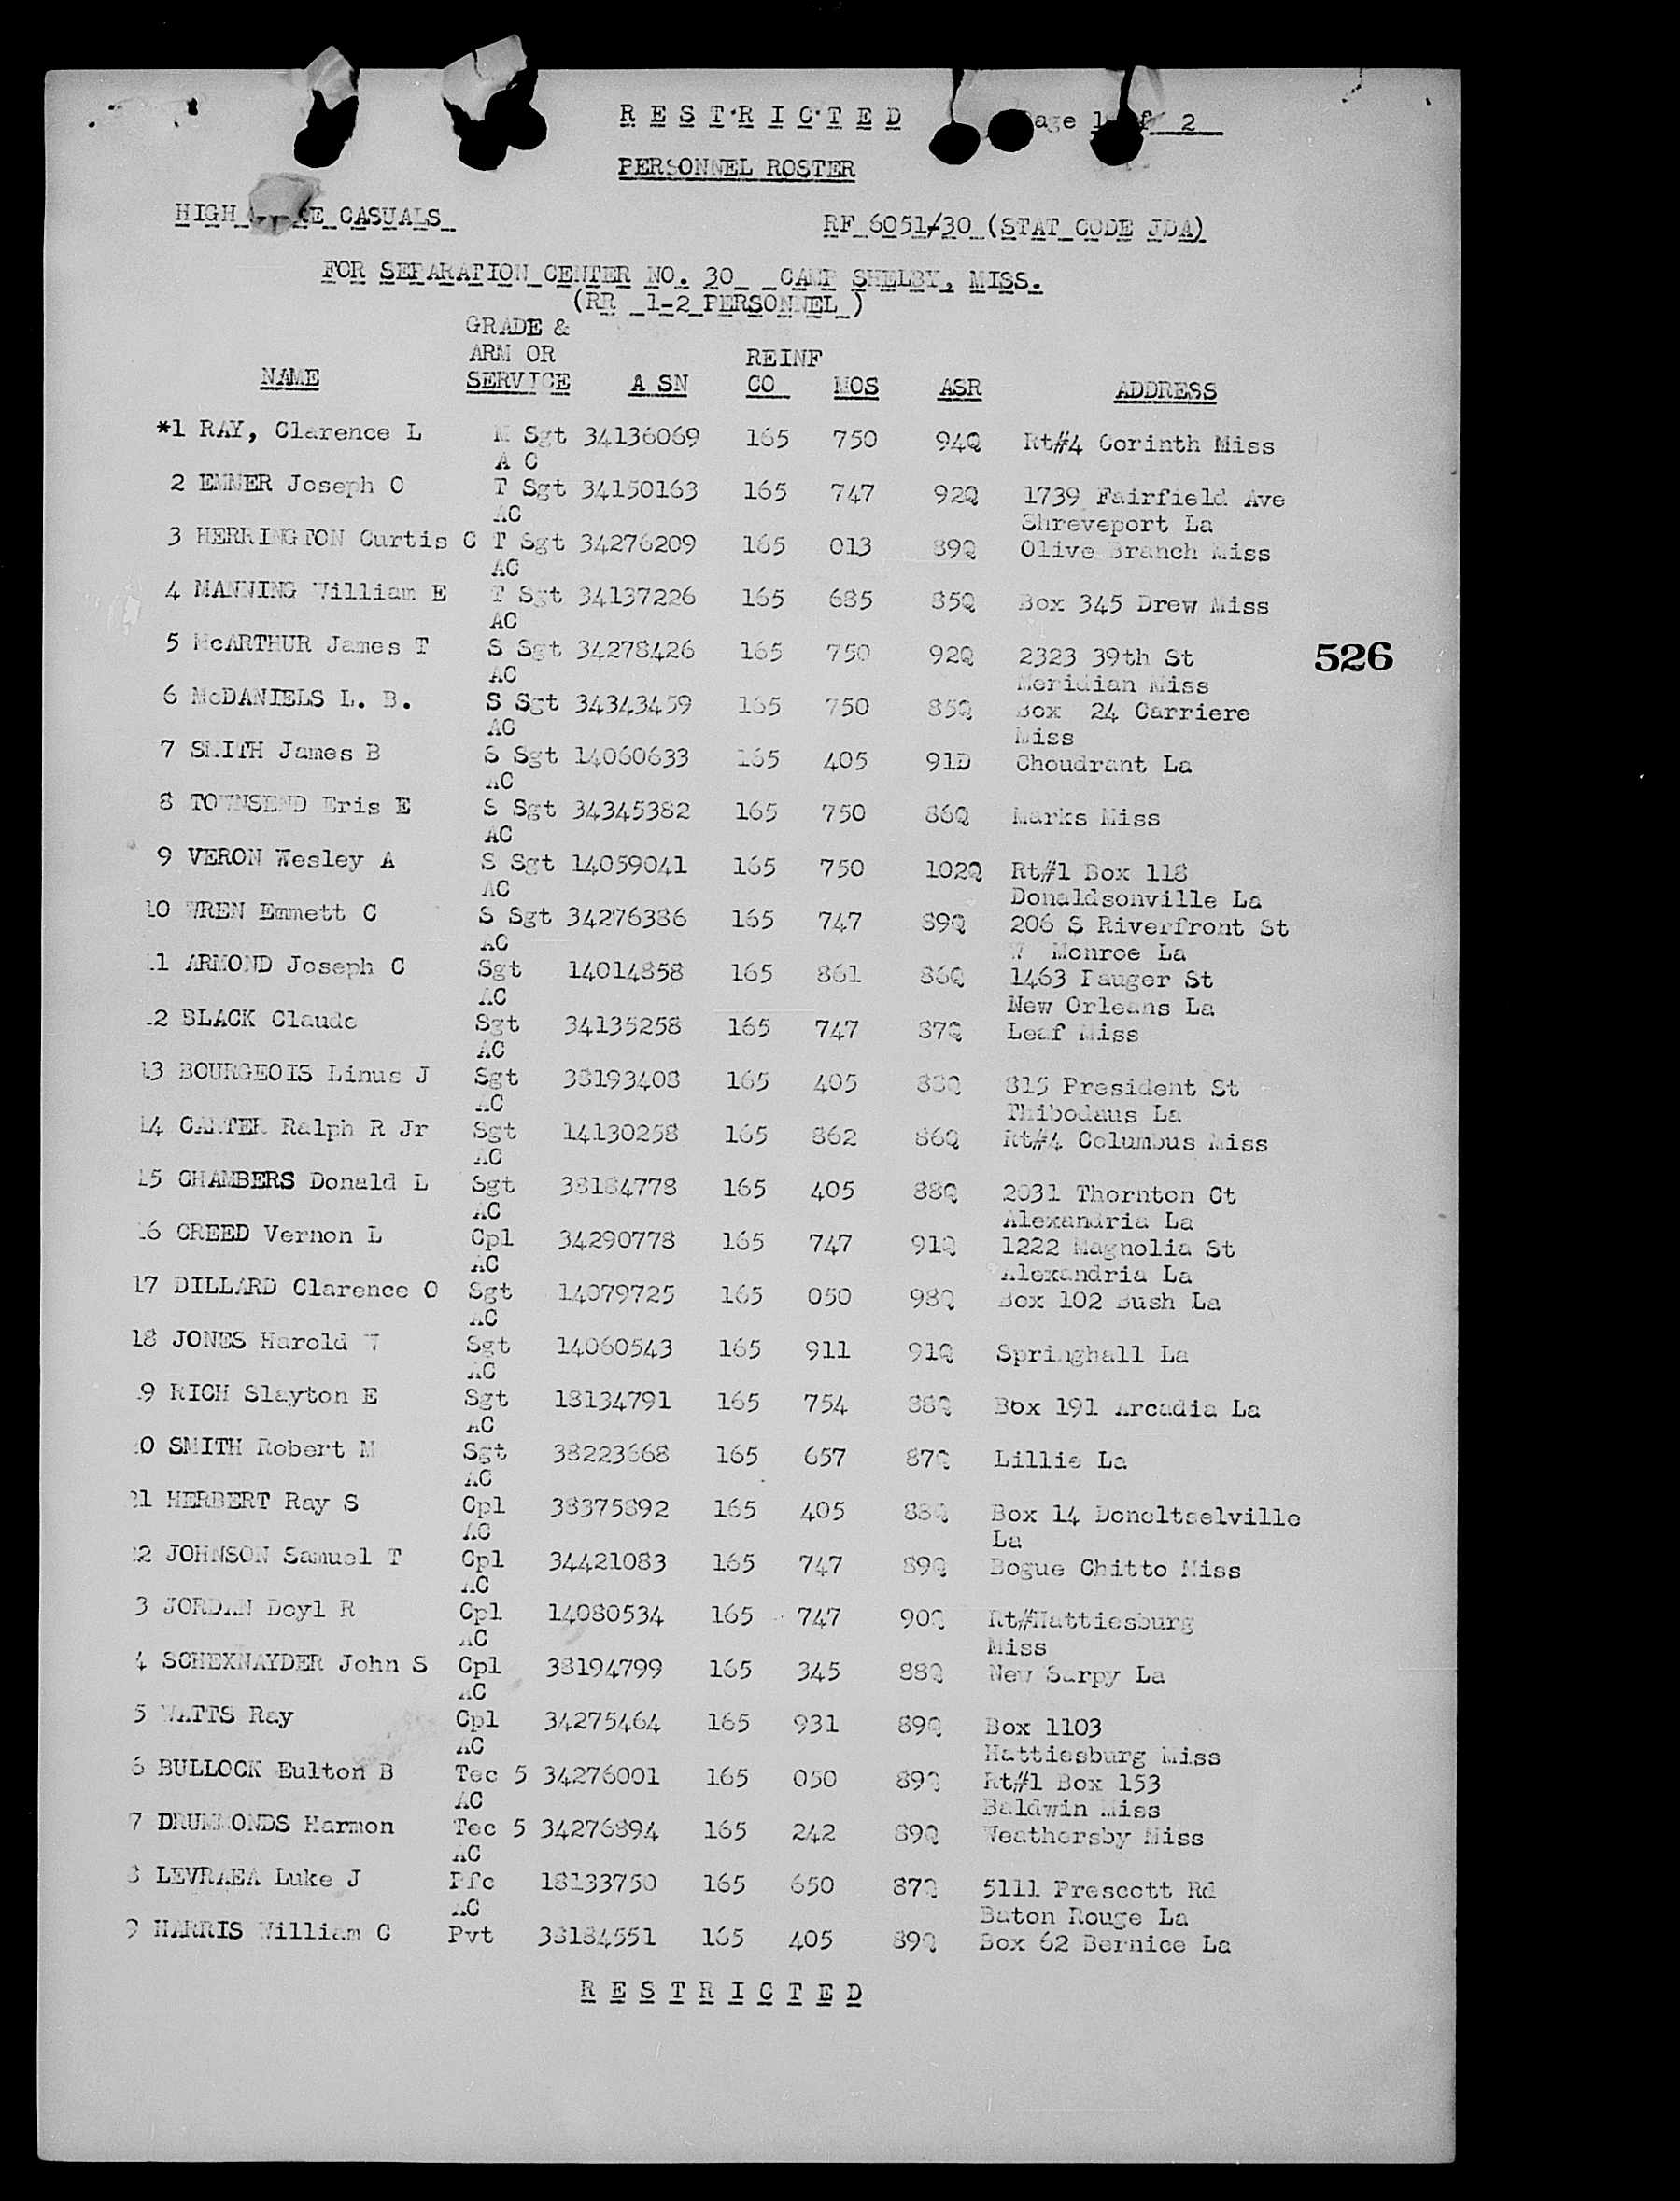 R E S T R I C T E D Page 1 of 2
PERSONNEL ROSTER
HIGH CASUALS RF 6051/30 (STAT CODE JDA)
FOR SEPARATION CENTER NO. 30 CAMP SHELBY, MISS.
(RR 1-2 PERSONNEL )
GRADE &
ARM OR REINF
NAME SERVICE A SN CO MOS ASR ADDRESS
*1 RAY, Clarence L M Sgt 34136069 165 750 94Q Rt#4 Corinth Miss
A C
2 EMNER Joseph O T Sgt 34150163 165 747 92Q 1739 Fairfield Ave
AC Shreveport La
3 HERRINGTON Curtis C T Sgt 34276209 165 013 89Q Olive Branch Miss
AC
4 MANNING William E T Sgt 34137226 165 685 85Q Box 345 Drew Miss
AC
5 McARTHUR James T S Sgt 34278426 165 750 92Q 2323 39th St 526
AC Meridian Miss
6 McDANIELS L. B. S Sgt 34343459 165 750 85Q Box 24 Carriere
AC Miss
7 SMITH James B S Sgt 14060633 165 405 91D Choudrant La
AC
8 TOWNSEND Eris E S Sgt 34345382 165 750 86Q Marks Miss
AC
9 VERON Wesley A S Sgt 14059041 165 750 102Q Rt#1 Box 118
AC Donaldsonville La
10 WREN Emmett C S Sgt 34276386 165 747 89Q 206 S Riverfront St
AC W Monroe La
11 ARMOND Joseph C Sgt 14014858 165 861 86Q 1463 Pauger St
AC New Orleans La
12 BLACK Claude Sgt 34135258 165 747 87Q Leaf Miss
AC
13 BOURGEOIS Linus J Sgt 38193408 165 405 88Q 815 President St
AC Thibodaus La
14 CARTER Ralph R Jr Sgt 14130258 165 862 86Q Rt#4 Columbus Miss
AC
15 CHAMBERS Donald L Sgt 38184778 165 405 88Q 2031 Thornton Ct
AC Alexandria La
16 CREED Vernon L Cpl 34290778 165 747 91Q 1222 Magnolia St
AC Alexandria La
17 DILLARD Clarence O Sgt 14079725 165 050 98Q Box 102 Bush La
AC
18 JONES Harold W Sgt 14060543 165 911 91Q Springhall La
AC
9 RICH Slayton E Sgt 18134791 165 754 88Q Box 191 Arcadia La
AC
0 SMITH Robert M Sgt 38223668 165 657 87Q Lillie La
AC
21 HERBERT Ray S Cpl 38375892 165 405 88Q Box 14 Doneltselville
AC La
22 JOHNSON Samuel T Cpl 34421083 165 747 89Q Bogue Chitto Miss
AC
3 JORDAN Doyl R Cpl 14080534 165 747 90Q Rt#Hattiesburg
AC Miss
4 SCHEXNAYDER John S Cpl 38194799 165 345 88Q New Sarpy La
AC
5 WATTS Ray Cpl 34275464 165 931 89Q Box 1103
AC Hattiesburg Miss
6 BULLOCK Eulton B Tec 5 34276001 165 050 89Q Rt#1 Box 153
AC Baldwin Miss
7 DRUMMONDS Harmon Tec 5 34276894 165 242 89Q Weathersby Miss
AC
8 LEVRAEA Luke J Pfc 18133750 165 650 87Q 5111 Prescott Rd
AC Baton Rouge La
9 HARRIS William C Pvt 38184551 165 405 89Q Box 62 Bernice La
R E S T R I C T E D